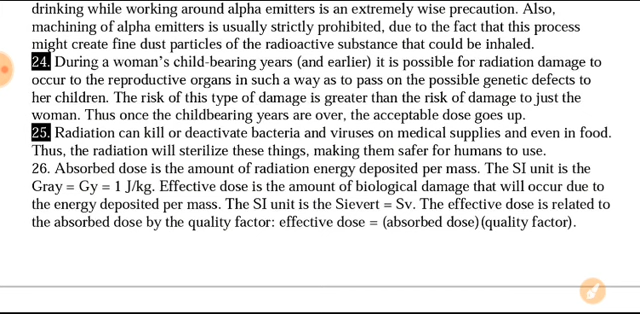 drinking while working around alpha emitters is an extremely wise precaution. Also,
machining of alpha emitters is usually strictly prohibited, due to the fact that this process
might create fine dust particles of the radioactive substance that could be inhaled.
24. During a woman's child-bearing years (and earlier) it is possible for radiation damage to
occur to the reproductive organs in such a way as to pass on the possible genetic defects to
her children. The risk of this type of damage is greater than the risk of damage to just the
woman. Thus once the childbearing years are over, the acceptable dose goes up.
25. Radiation can kill or deactivate bacteria and viruses on medical supplies and even in food.
Thus, the radiation will sterilize these things, making them safer for humans to use.
26. Absorbed dose is the amount of radiation energy deposited per mass. The SI unit is the
Gray = Gy = 1 J/kg. Effective dose is the amount of biological damage that will occur due to
the energy deposited per mass. The SI unit is the Sievert = Sv. The effective dose is related to
the absorbed dose by the quality factor: effective dose = (absorbed dose)(quality factor).